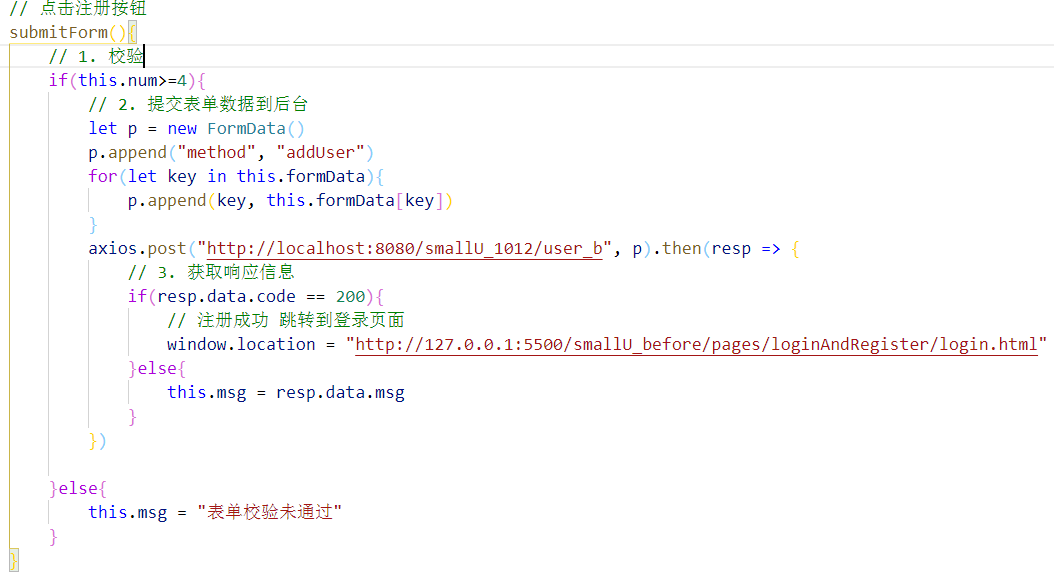 // 点击注册按钮
submitForm(){
// 1. 校验
if(this.num>=4){
// 2. 提交表单数据到后台
let p = new FormData()
p.append("method", "addUser")
for(let key in this.formData){
p.append(key, this.formData[key])
}
axios.post("http://localhost:8080/smallU_1012/user_b", p).then(resp => {
// 3. 获取响应信息
if(resp.data.code == 200){
// 注册成功 跳转到登录页面
window.location = "http://127.0.0.1:5500/smallU_before/pages/loginAndRegister/login.html"
}else{
this.msg = resp.data.msg
}
})
}else{
this.msg = "表单校验未通过"
}
}